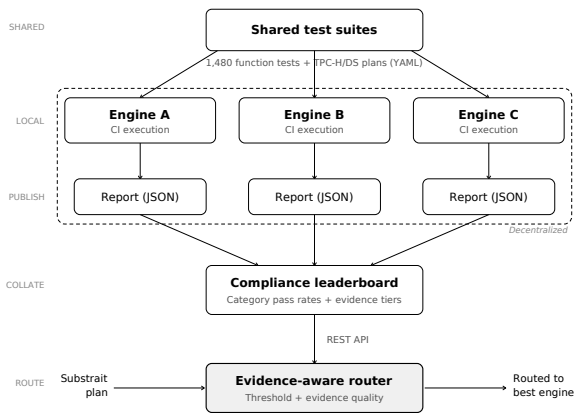 SHARED
Shared test suites
1,480 function tests + TPC-H/DS plans (YAML)
LOCAL
Engine A
CI execution
Engine B
CI execution
Engine C
CI execution
PUBLISH
Report (JSON)
Report (JSON)
Report (JSON)
Decentralized
COLLATE
Compliance leaderboard
Category pass rates + evidence tiers
REST API
ROUTE
Substrait
plan
Evidence-aware router
Threshold + evidence quality
Routed to
best engine